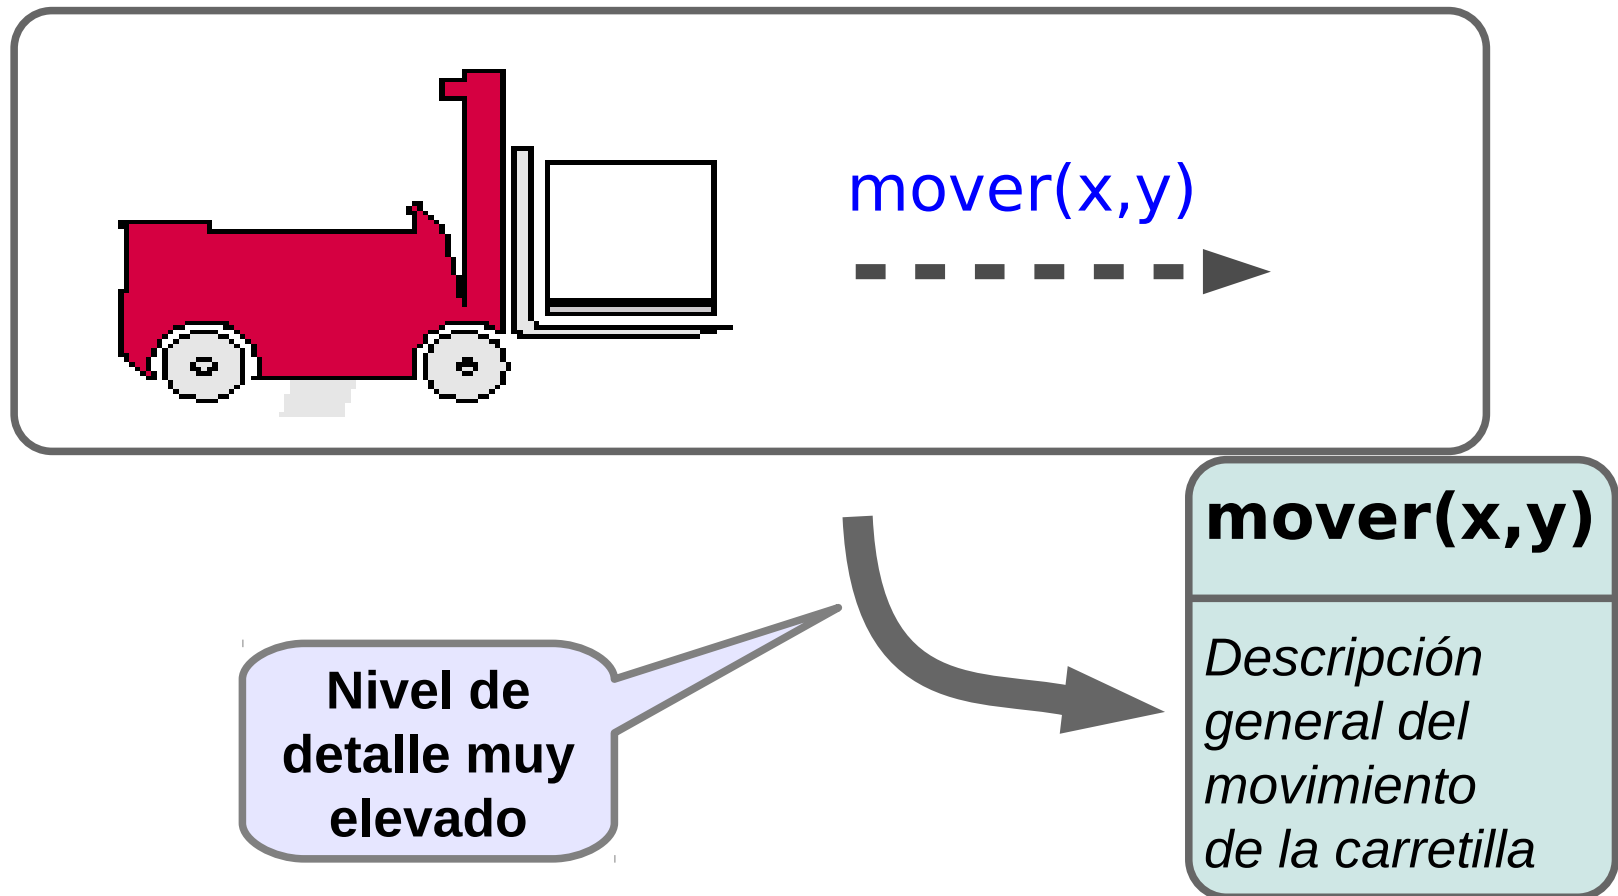 mover(x,y)
mover(x,y)
Descripción
general del
movimiento
de la carretilla
Nivel de
detalle muy
elevado